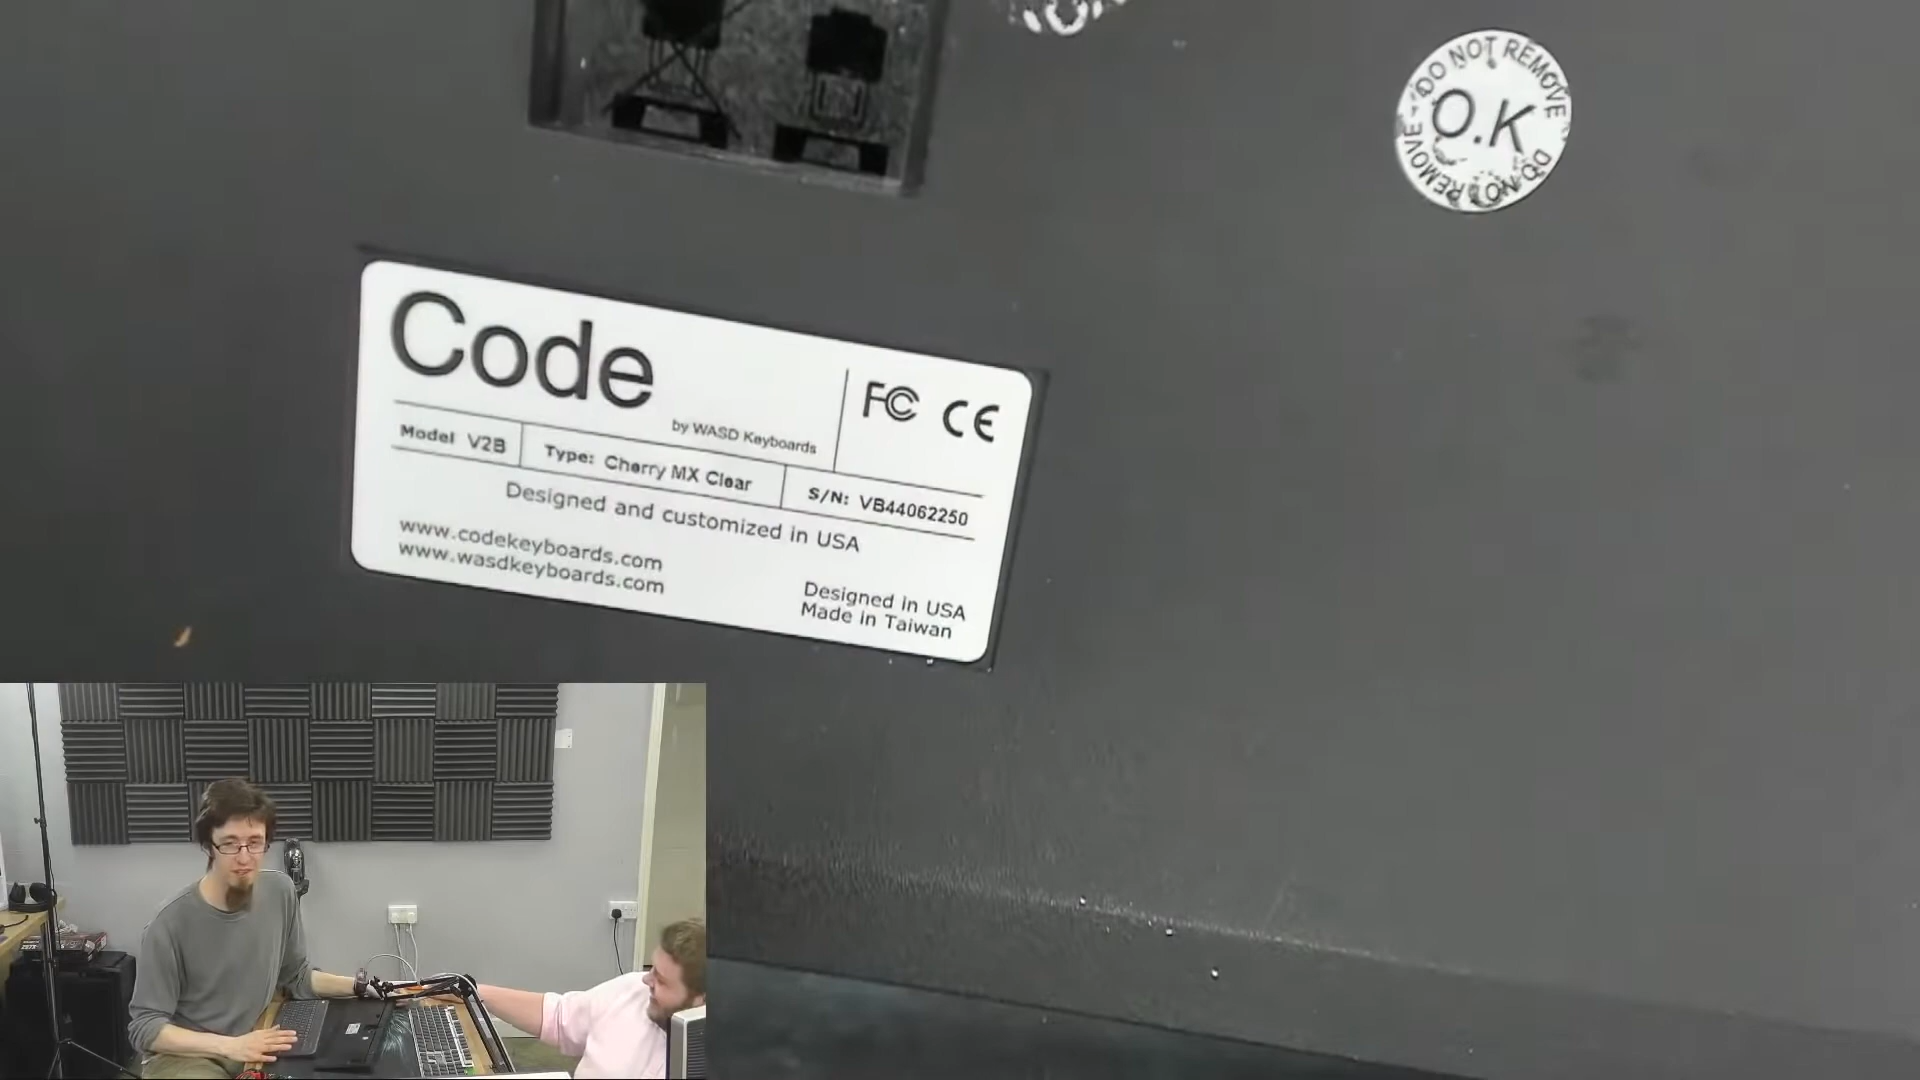 DO NOT REMOVE
O.K
DO NOT REMOVE
Code
by WASD Keyboards
FC CE
Model V2B
Type: Cherry MX Clear
S/N: VB44062250
Designed and customized in USA
www.codekeyboards.com
www.wasdkeyboards.com
Designed in USA
Made in Taiwan